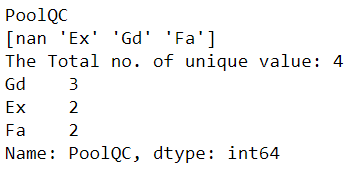 PoolQC
[nan 'Ex' 'Gd' 'Fa']
The Total no. of unique value: 4
Gd    3
Ex    2
Fa    2
Name: PoolQC, dtype: int64